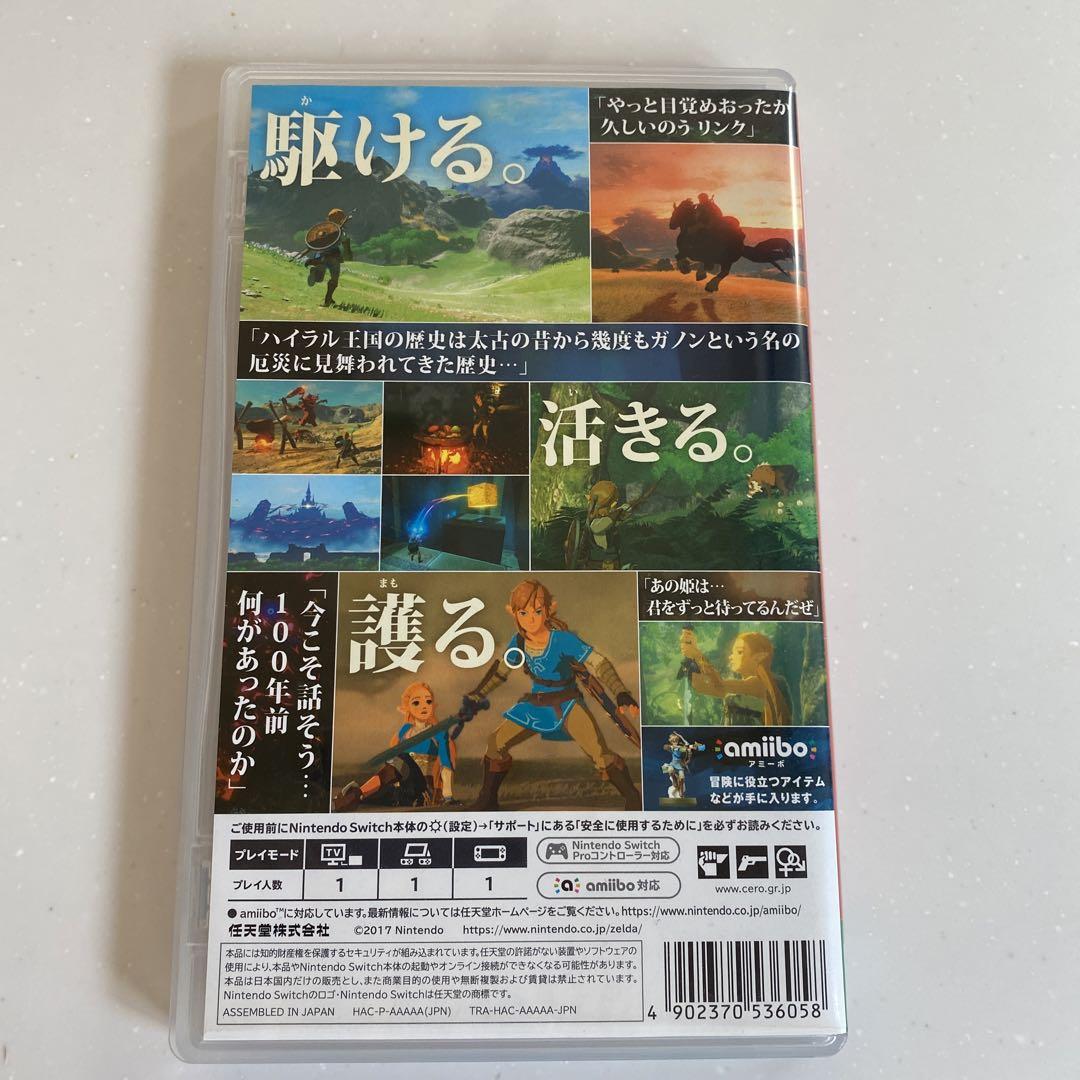 か
駆ける。
「やっと目覚めおったか
久しいのう リンク」
「ハイラル王国の歴史は太古の昔から幾度もガノンという名の
厄災に見舞われてきた歴史…」
い
活きる。
「今こそ話そう…
100年前
何があったのか」
まも
護る。
「あの姫は…
君をずっと待ってるんだぜ」
amiibo
アミーボ
冒険に役立つアイテム
などが手に入ります。
ご使用前にNintendo Switch本体の(設定)→「サポート」にある「安全に使用するために」を必ずお読みください。
プレイモード TV
プレイ人数 1 1 1
Nintendo Switch
Proコントローラー対応
amiibo 対応
www.cero.gr.jp
●amiibo™に対応しています。最新情報については任天堂ホームページをご覧ください。https://www.nintendo.co.jp/amiibo/
任天堂株式会社 ©2017 Nintendo https://www.nintendo.co.jp/zelda/
本品には知的財産権を保護するセキュリティが組み込まれています。任天堂の許諾がない装置やソフトウェアの
使用により、本品やNintendo Switch本体の起動やオンライン接続ができなくなる可能性があります。
本品は日本国内だけの販売とし、また商業目的の使用や無断複製および賃貸は禁止されています。
Nintendo Switchのロゴ・Nintendo Switchは任天堂の商標です。
ASSEMBLED IN JAPAN HAC-P-AAAAA(JPN) TRA-HAC-AAAAA-JPN
4 902370 536058